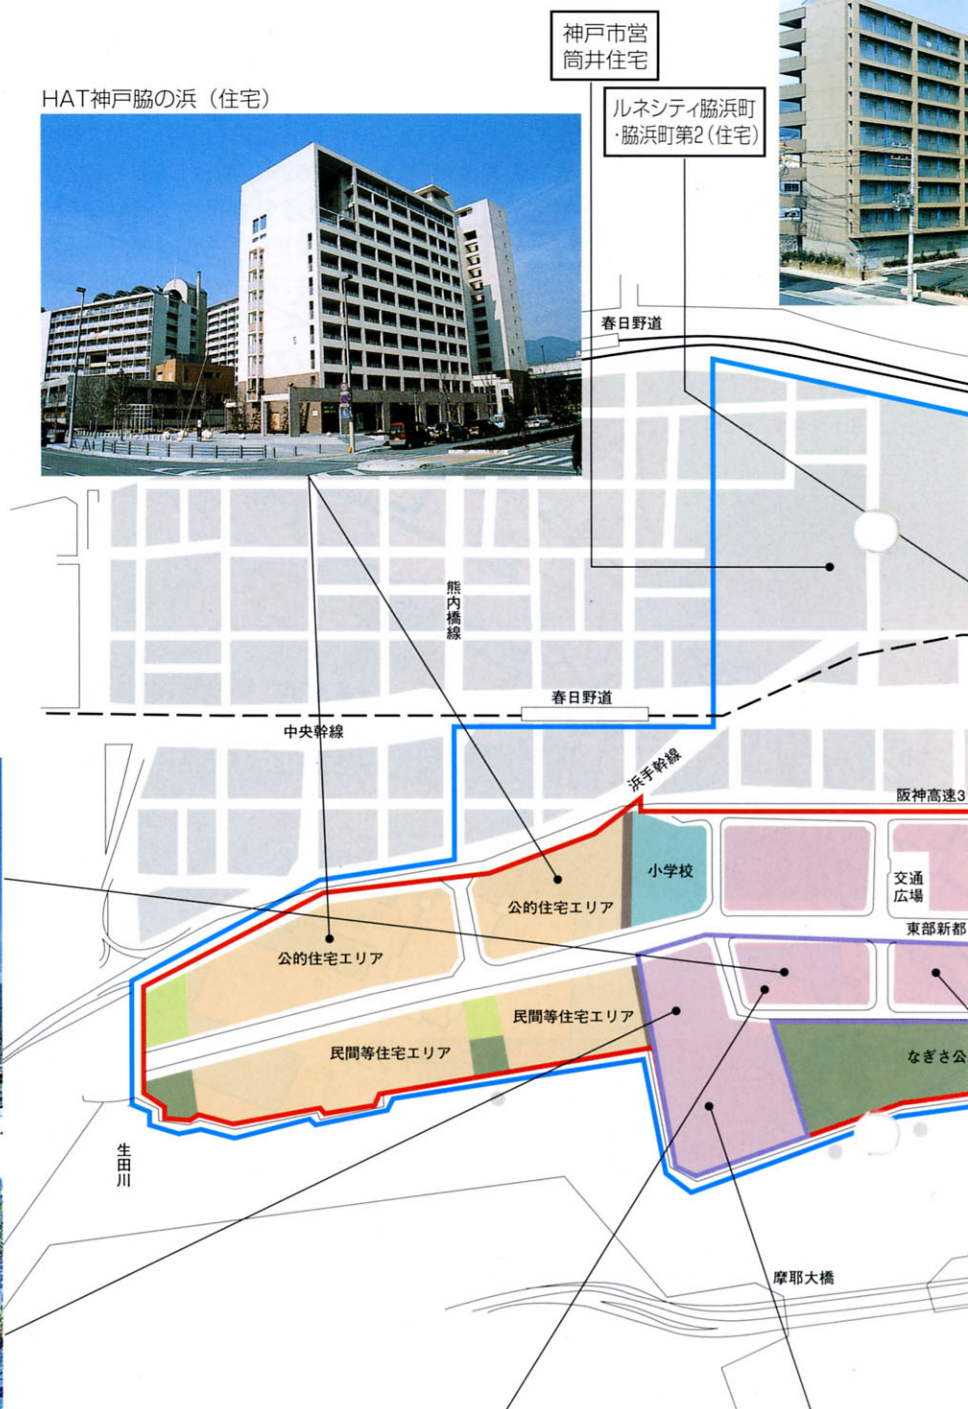 神戸市営
筒井住宅
HAT神戸脇の浜（住宅）
ルネシティ脇浜町
・脇浜町第2（住宅）
春日野道
熊内橋線
春日野道
中央幹線
浜手幹線
阪神高速3
小学校
交通
広場
公的住宅エリア
東部新都
公的住宅エリア
民間等住宅エリア
民間等住宅エリア
なぎさ公
生田川
摩耶大橋